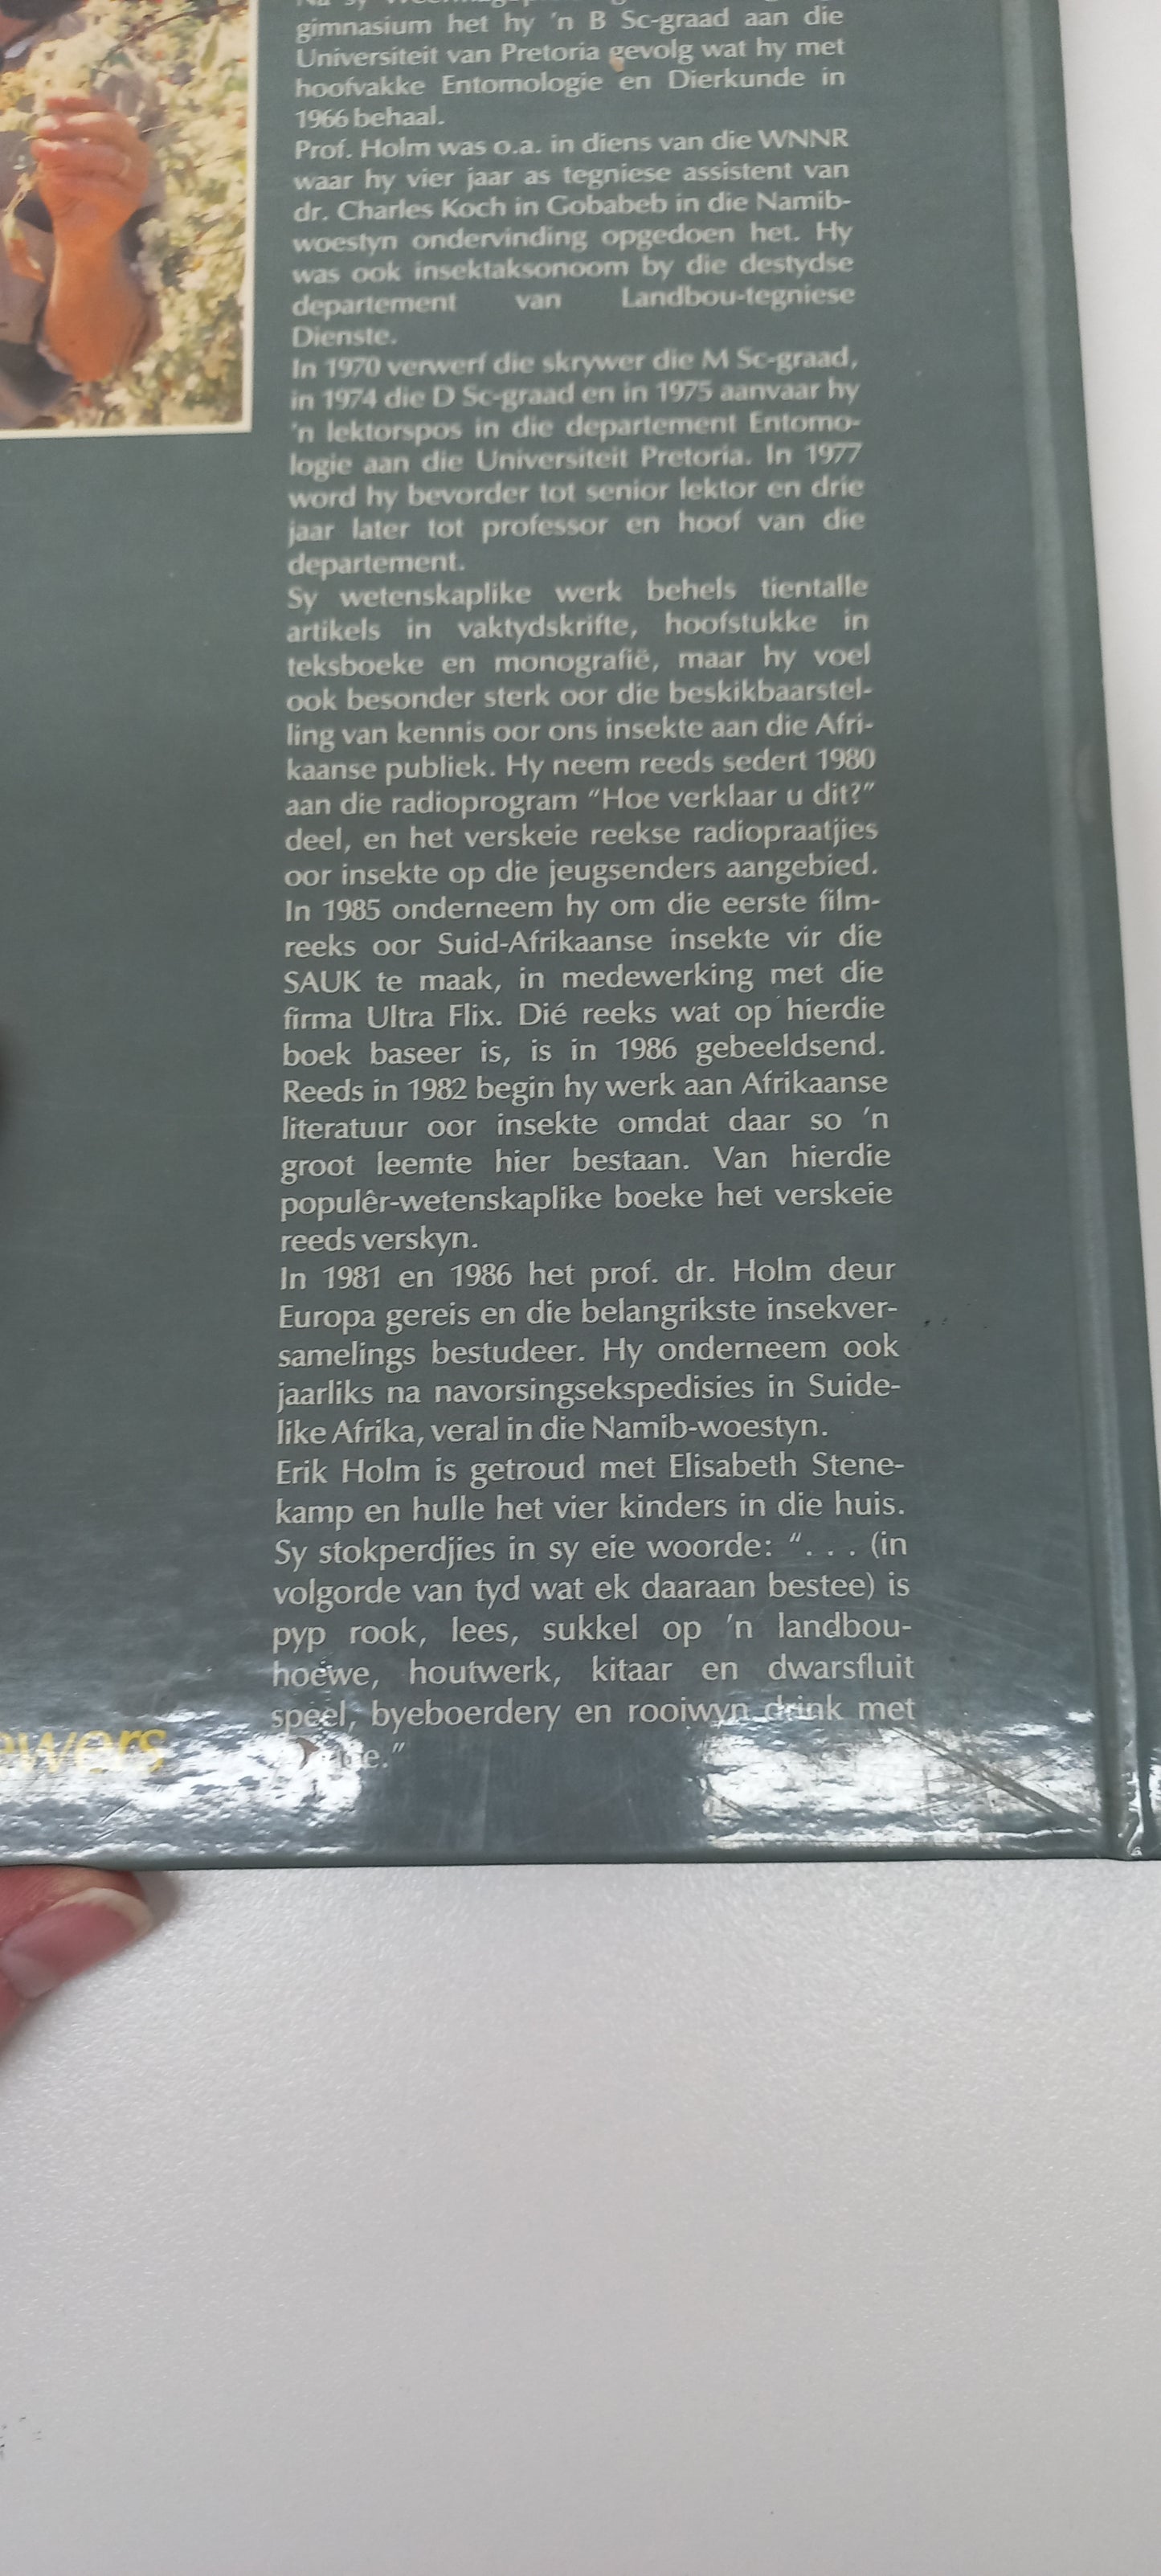 gimnasium het hy 'n B Sc-graad aan die
Universiteit van Pretoria gevolg wat hy met
hoofvakke Entomologie en Dierkunde in
1966 behaal.
Prof. Holm was o.a. in diens van die WNNR
waar hy vier jaar as tegniese assistent van
dr. Charles Koch in Gobabeb in die Namib-
woestyn ondervinding opgedoen het. Hy
was ook insektaksonoom by die destydse
departement van Landbou-tegniese
Dienste.
In 1970 verwerf die skrywer die M Sc-graad,
in 1974 die D Sc-graad en in 1975 aanvaar hy
'n lektorspos in die departement Entomo-
logie aan die Universiteit Pretoria. In 1977
word hy bevorder tot senior lektor en drie
jaar later tot professor en hoof van die
departement.
Sy wetenskaplike werk behels tientalle
artikels in vaktydskrifte, hoofstukke in
teksboeke en monografië, maar hy voel
ook besonder sterk oor die beskikbaarstel-
ling van kennis oor ons insekte aan die Afri-
kaanse publiek. Hy neem reeds sedert 1980
aan die radioprogram "Hoe verklaar u dit?"
deel, en het verskeie reekse radiopraatjies
oor insekte op die jeugsenders aangebied.
In 1985 onderneem hy om die eerste film-
reeks oor Suid-Afrikaanse insekte vir die
SAUK te maak, in medewerking met die
firma Ultra Flix. Dié reeks wat op hierdie
boek baseer is, is in 1986 gebeeldsend.
Reeds in 1982 begin hy werk aan Afrikaanse
literatuur oor insekte omdat daar so 'n
groot leemte hier bestaan. Van hierdie
populêr-wetenskaplike boeke het verskeie
reeds verskyn.
In 1981 en 1986 het prof. dr. Holm deur
Europa gereis en die belangrikste insekver-
samelings bestudeer. Hy onderneem ook
jaarliks na navorsingsekspedisies in Suide-
like Afrika, veral in die Namib-woestyn.
Erik Holm is getroud met Elisabeth Stene-
kamp en hulle het vier kinders in die huis.
Sy stokperdjies in sy eie woorde: ". . . (in
volgorde van tyd wat ek daaraan bestee) is
pyp rook, lees, sukkel op 'n landbou-
hoewe, houtwerk, kitaar en dwarsfluit
speel, byeboerdery en rooiwyn drink met